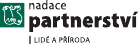 nadace
partnerství
| LIDÉ A PŘÍRODA